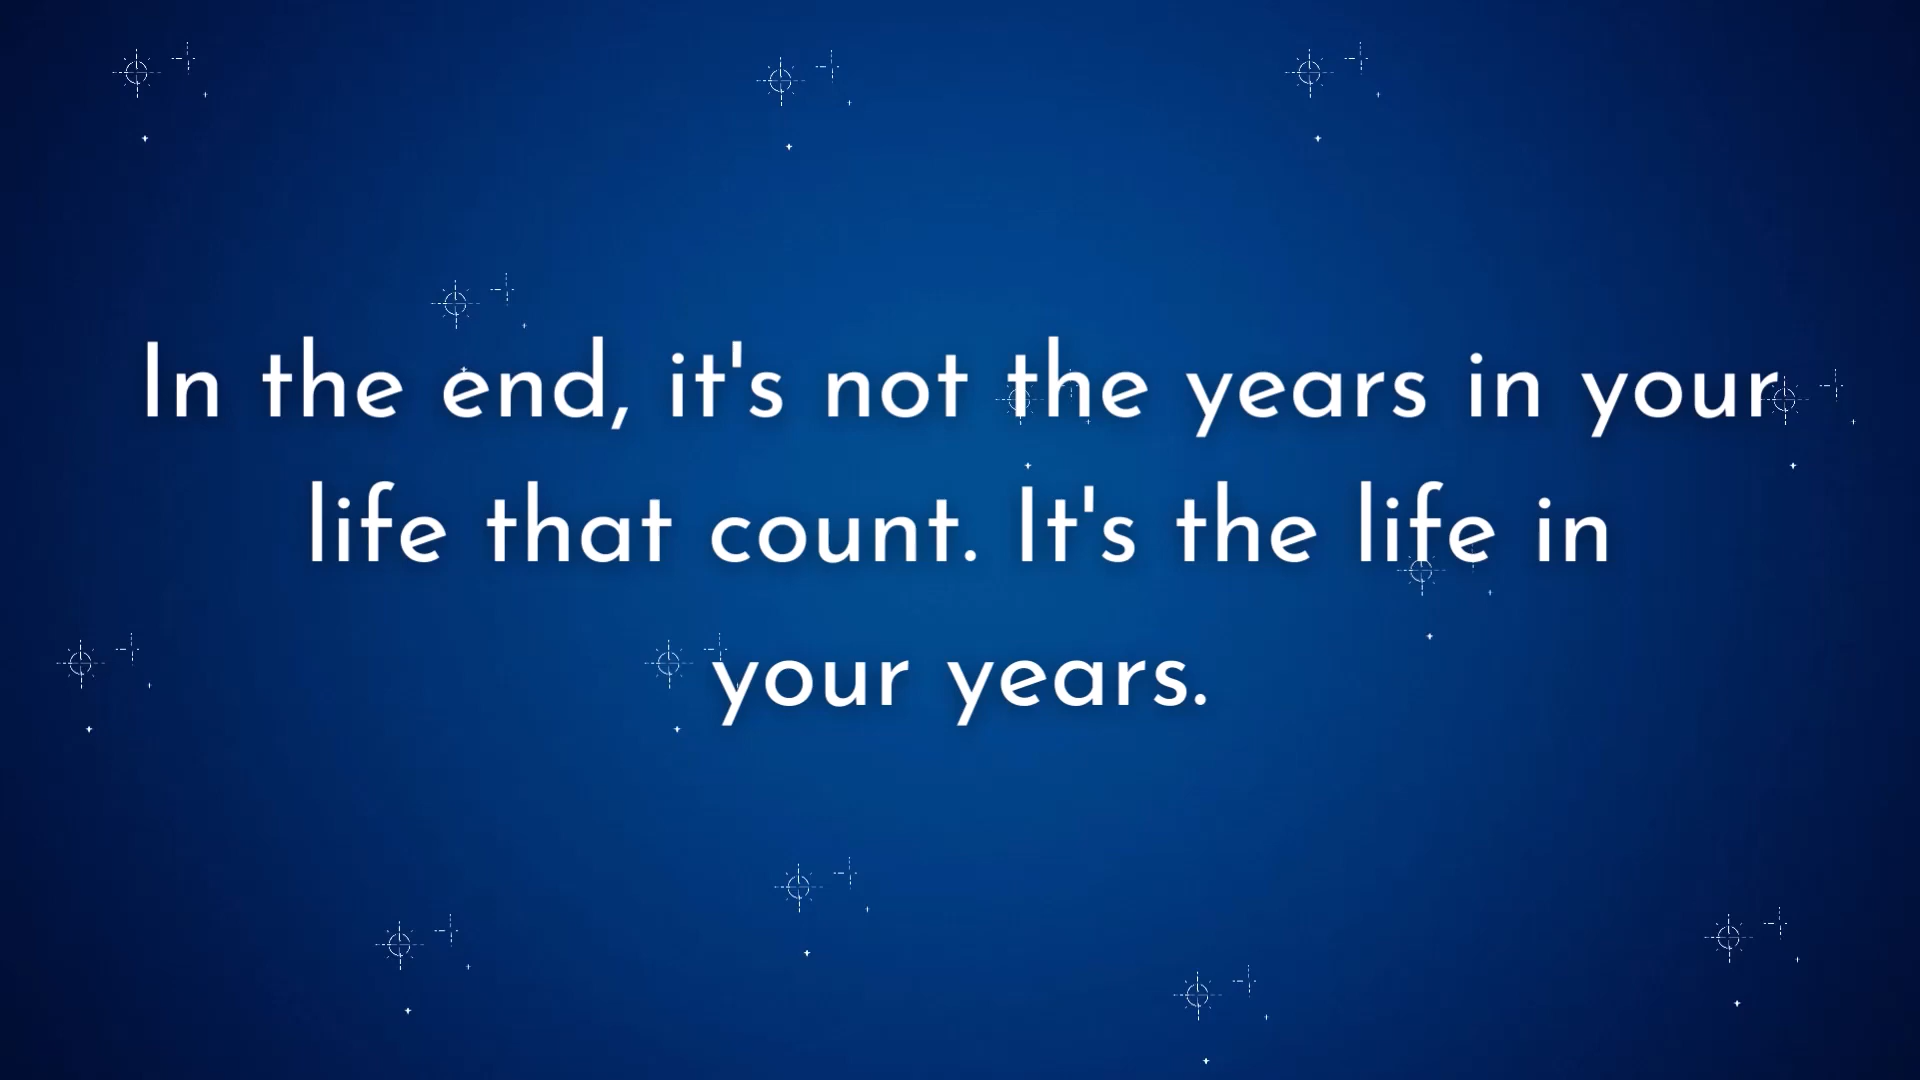 In the end, it's not the years in your
life that count. It's the life in
your years.